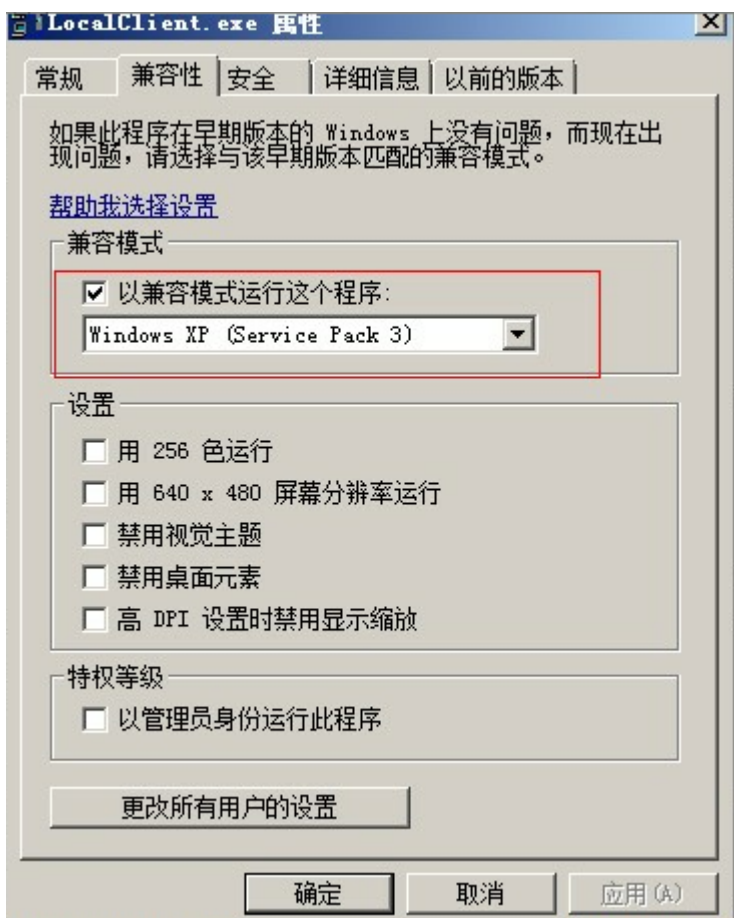 LocalClient.exe 属性
常规 兼容性 安全 详细信息 以前的版本
如果此程序在早期版本的 Windows 上没有问题，而现在出
现问题，请选择与该早期版本匹配的兼容模式。
帮助我选择设置
兼容模式
以兼容模式运行这个程序:
Windows XP (Service Pack 3)
设置
用 256 色运行
用 640 x 480 屏幕分辨率运行
禁用视觉主题
禁用桌面元素
高 DPI 设置时禁用显示缩放
特权等级
以管理员身份运行此程序
更改所有用户的设置
确定 取消 应用(A)